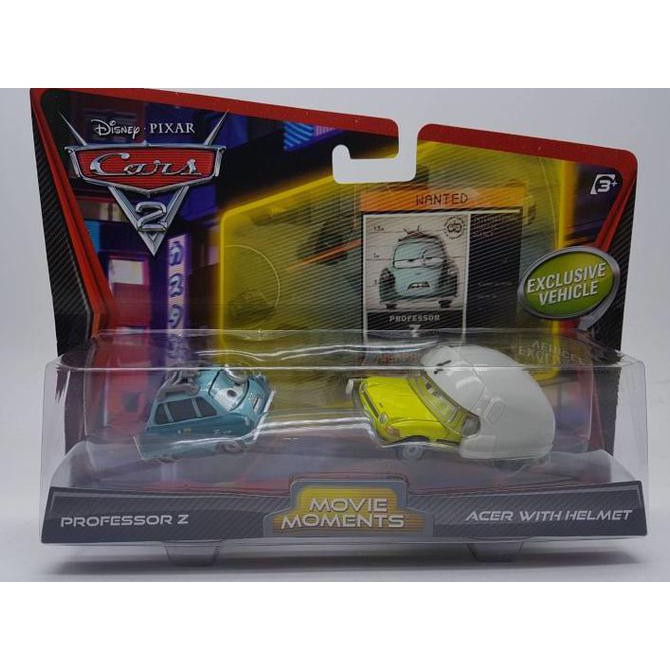 Disney · PIXAR
Cars
2
WANTED
3+
PROFESSOR
Z
EXCLUSIVE
VEHICLE
PROFESSOR Z
MOVIE
MOMENTS
ACER WITH HELMET